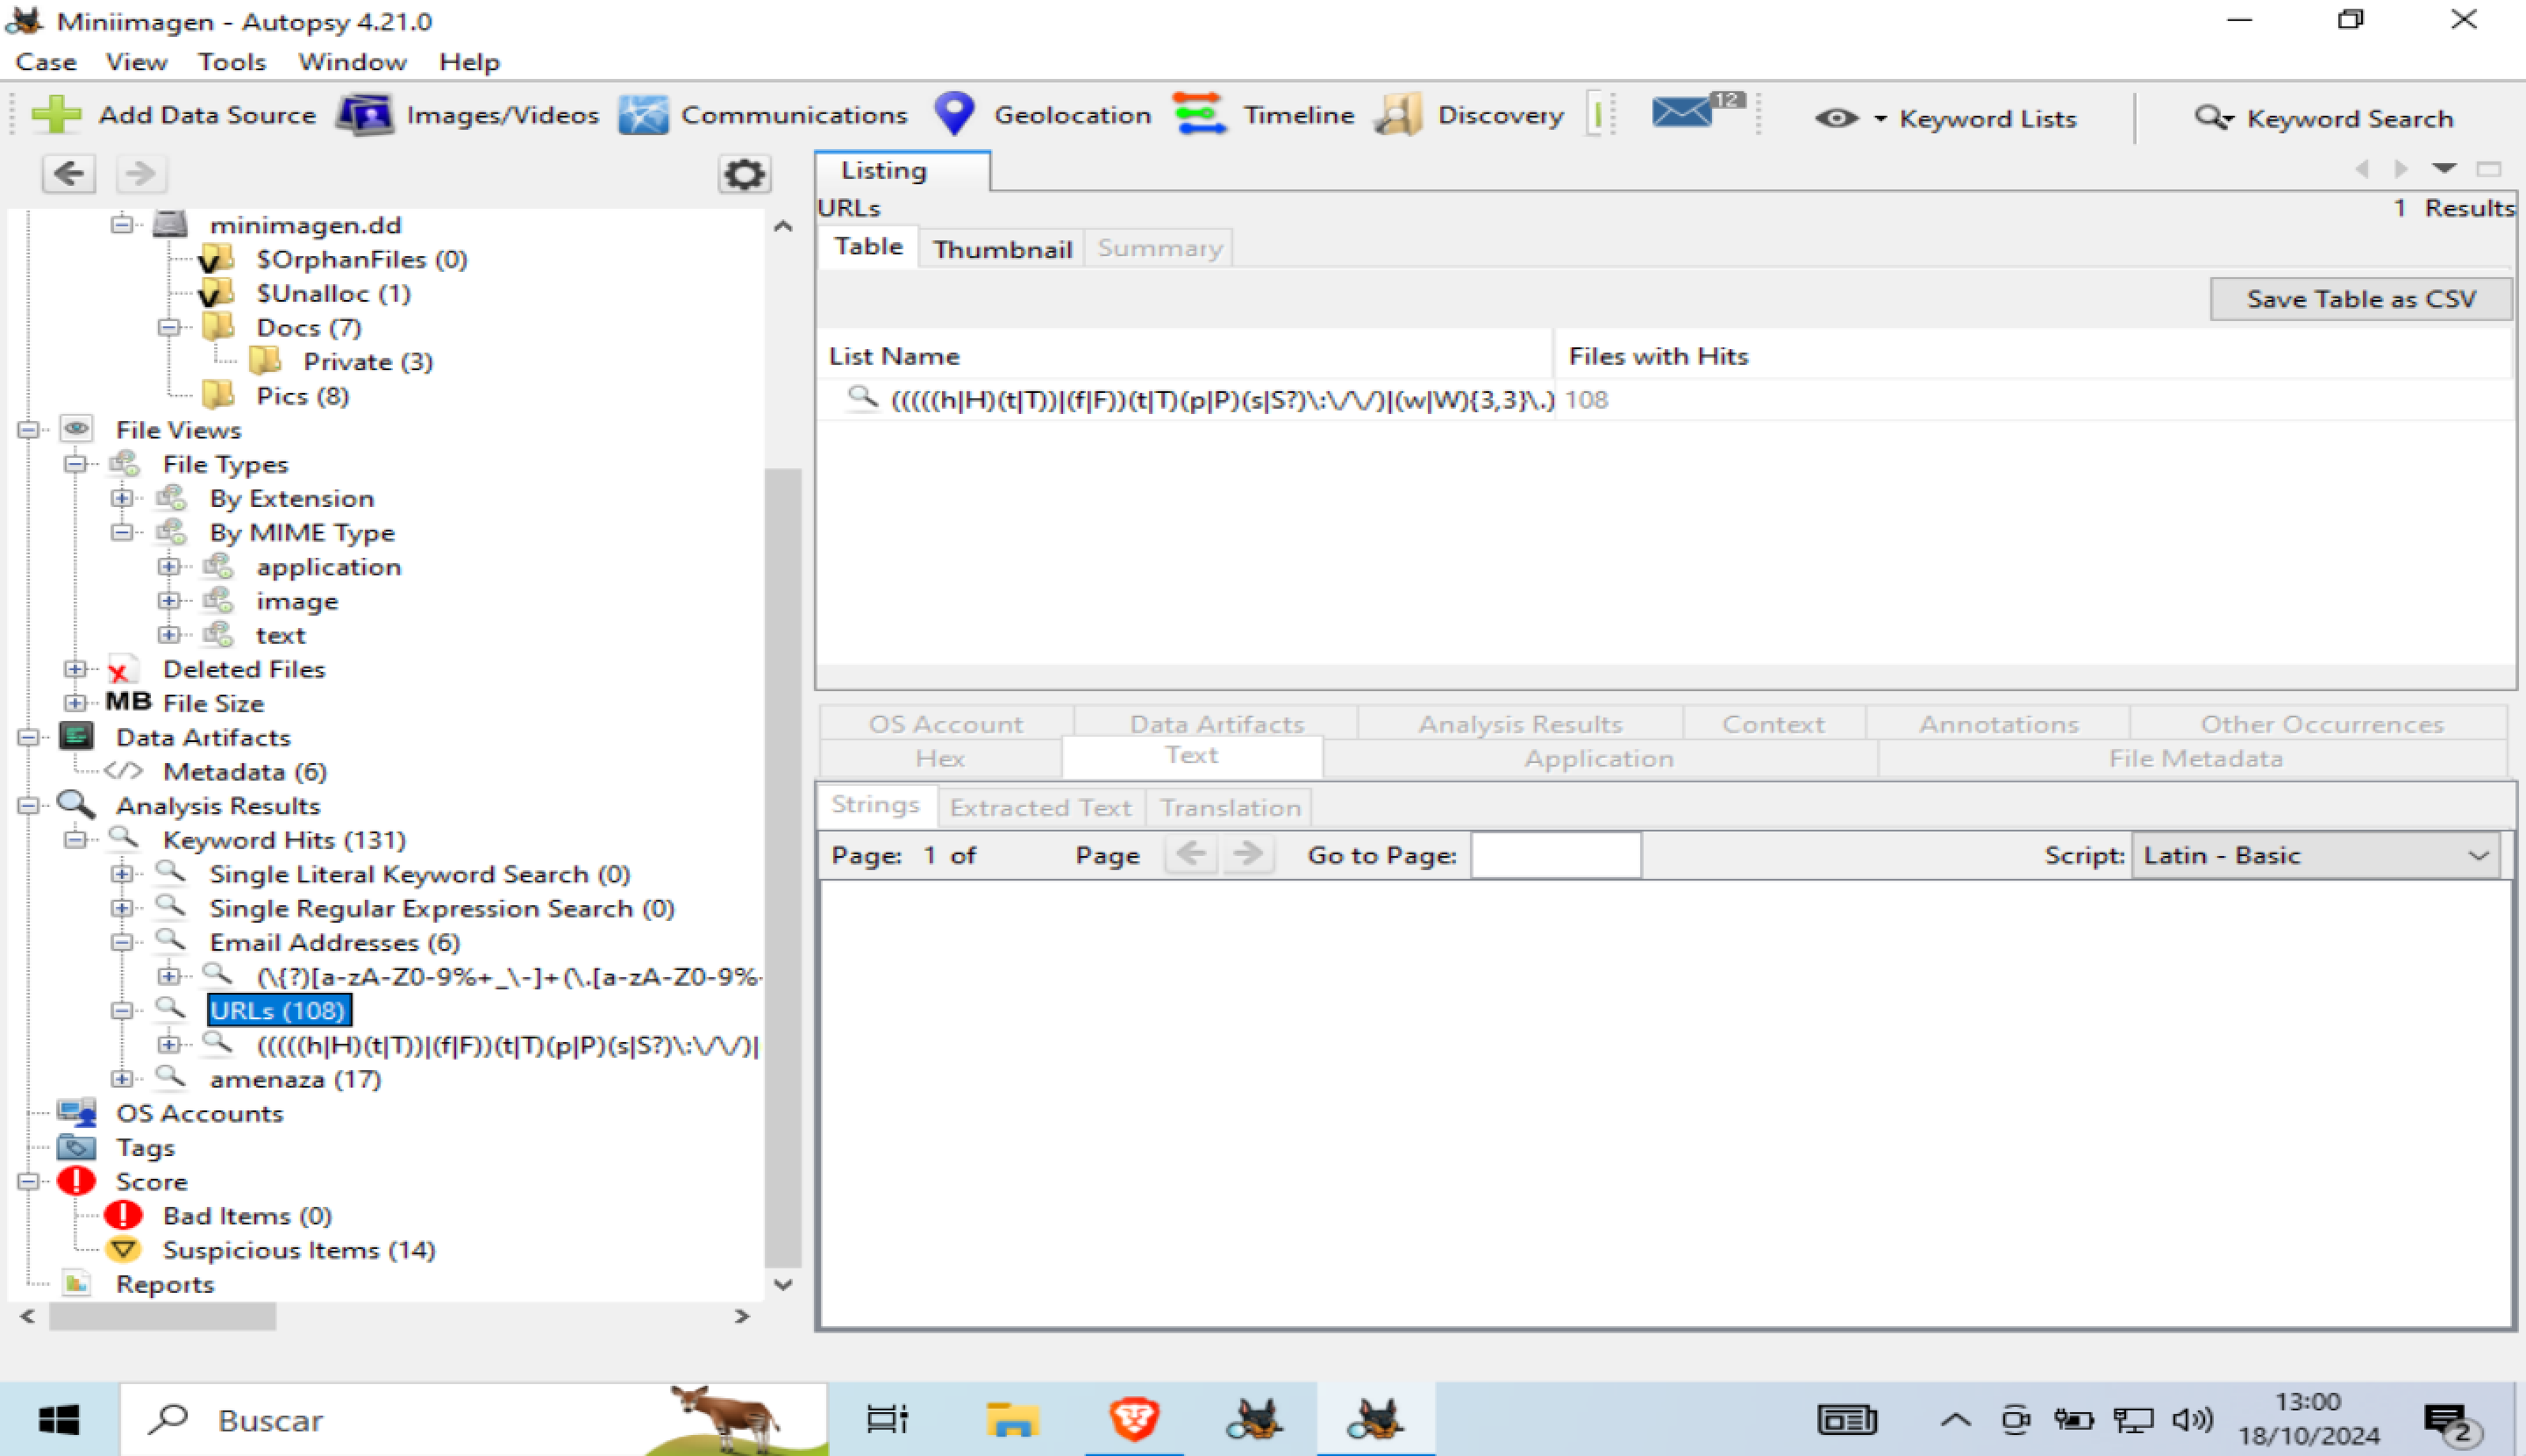 Miniimagen - Autopsy 4.21.0
Case View Tools Window Help
Add Data Source Images/Videos Communications Geolocation Timeline Discovery 12 Keyword Lists Keyword Search
Listing
URLs 1 Results
Table Thumbnail Summary
Save Table as CSV
List Name Files with Hits
(((((h|H)(t|T))|(f|F))(t|T)(p|P)(s|S?)\:\/\/)|(w|W){3,3}\.) 108
minimagen.dd
$OrphanFiles (0)
$Unalloc (1)
Docs (7)
Private (3)
Pics (8)
File Views
File Types
By Extension
By MIME Type
application
image
text
Deleted Files
MB File Size
Data Artifacts
Metadata (6)
Analysis Results
Keyword Hits (131)
Single Literal Keyword Search (0)
Single Regular Expression Search (0)
Email Addresses (6)
(\{?)[a-zA-Z0-9%+_\-]+(\.[a-zA-Z0-9%
URLs (108)
(((((h|H)(t|T))|(f|F))(t|T)(p|P)(s|S?)\:\/\/)|
amenaza (17)
OS Accounts
Tags
Score
Bad Items (0)
Suspicious Items (14)
Reports
OS Account Data Artifacts Analysis Results Context Annotations Other Occurrences
Hex Text Application File Metadata
Strings Extracted Text Translation
Page: 1 of Page Go to Page: Script: Latin - Basic
Buscar
13:00
18/10/2024
2